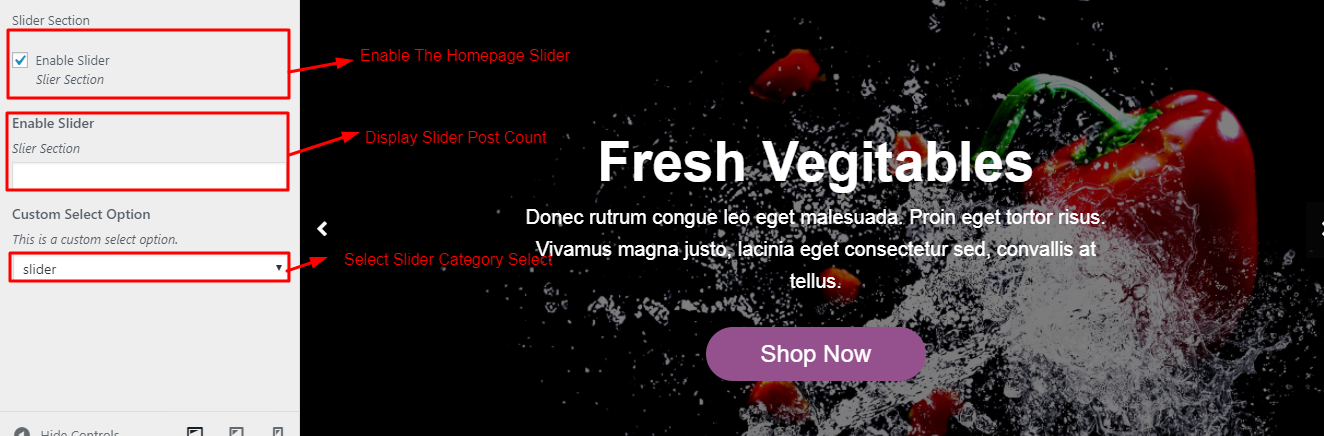 Slider Section
Enable Slider
Slier Section
Enable Slider
Slier Section
Custom Select Option
This is a custom select option.
slider
Hide Controls
Enable The Homepage Slider
Display Slider Post Count
Select Slider Category Select
Fresh Vegitables
Donec rutrum congue leo eget malesuada. Proin eget tortor risus.
Vivamus magna justo, lacinia eget consectetur sed, convallis at
tellus.
Shop Now